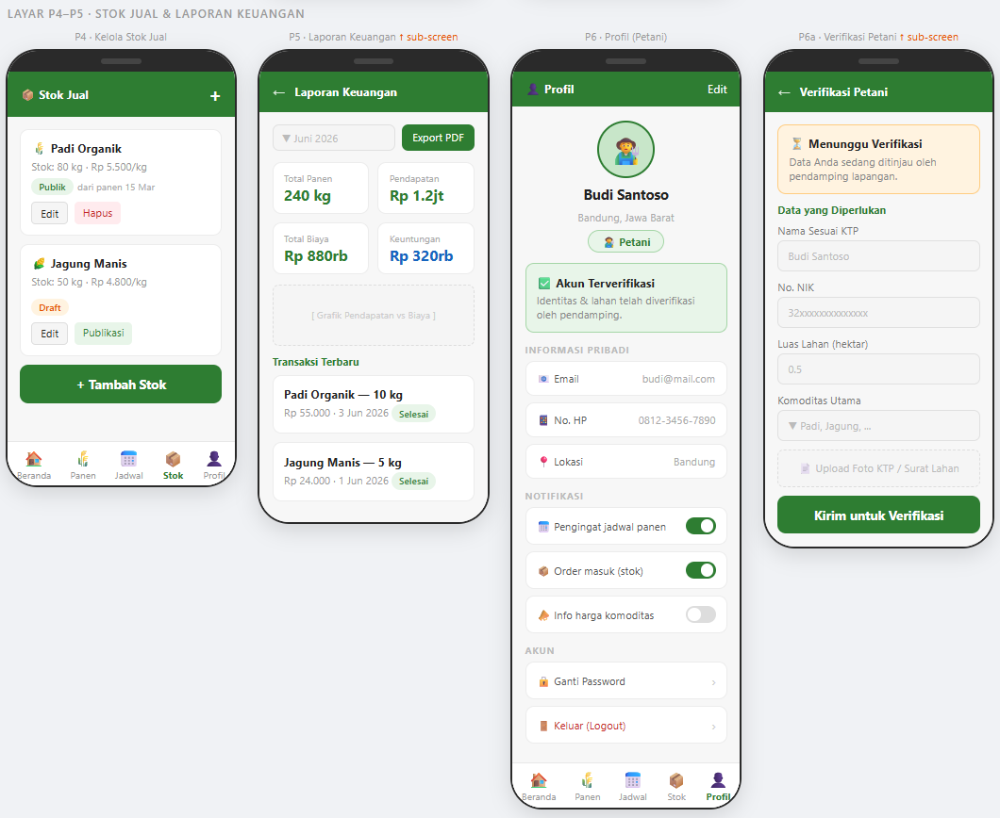 LAYAR P4–P5 · STOK JUAL & LAPORAN KEUANGAN
P4 · Kelola Stok Jual
Stok Jual
+
Padi Organik
Stok: 80 kg · Rp 5.500/kg
Publik dari panen 15 Mar
Edit Hapus
Jagung Manis
Stok: 50 kg · Rp 4.800/kg
Draft
Edit Publikasi
+ Tambah Stok
Beranda Panen Jadwal Stok Profil
P5 · Laporan Keuangan ↑ sub-screen
← Laporan Keuangan
▼ Juni 2026 Export PDF
Total Panen
240 kg
Pendapatan
Rp 1.2jt
Total Biaya
Rp 880rb
Keuntungan
Rp 320rb
[ Grafik Pendapatan vs Biaya ]
Transaksi Terbaru
Padi Organik — 10 kg
Rp 55.000 · 3 Jun 2026 Selesai
Jagung Manis — 5 kg
Rp 24.000 · 1 Jun 2026 Selesai
P6 · Profil (Petani)
Profil Edit
Budi Santoso
Bandung, Jawa Barat
Petani
Akun Terverifikasi
Identitas & lahan telah diverifikasi
oleh pendamping.
INFORMASI PRIBADI
Email budi@mail.com
No. HP 0812-3456-7890
Lokasi Bandung
NOTIFIKASI
Pengingat jadwal panen
Order masuk (stok)
Info harga komoditas
AKUN
Ganti Password ›
Keluar (Logout) ›
Beranda Panen Jadwal Stok Profil
P6a · Verifikasi Petani ↑ sub-screen
← Verifikasi Petani
Menunggu Verifikasi
Data Anda sedang ditinjau oleh
pendamping lapangan.
Data yang Diperlukan
Nama Sesuai KTP
Budi Santoso
No. NIK
32xxxxxxxxxxxxxx
Luas Lahan (hektar)
0.5
Komoditas Utama
▼ Padi, Jagung, ...
Upload Foto KTP / Surat Lahan
Kirim untuk Verifikasi